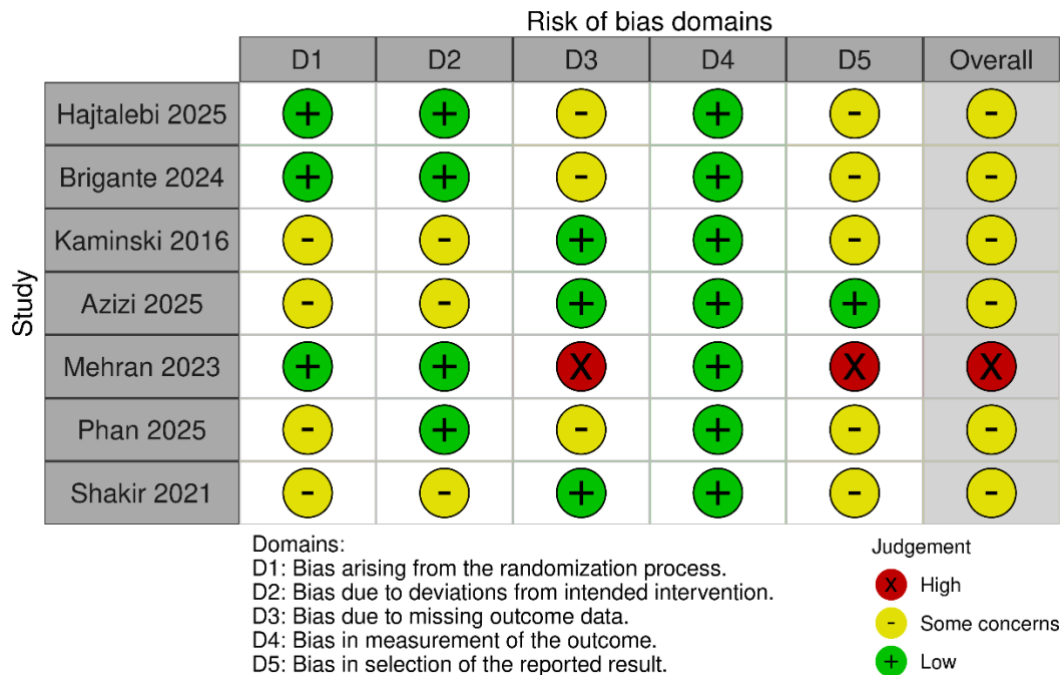 Risk of bias domains
D1 D2 D3 D4 D5 Overall
Study
Hajtalebi 2025 + + - + - -
Brigante 2024 + + - + - -
Kaminski 2016 - - + + - -
Azizi 2025 - - + + + -
Mehran 2023 + + X + X X
Phan 2025 - + - + - -
Shakir 2021 - - + + - -
Domains:
D1: Bias arising from the randomization process.
D2: Bias due to deviations from intended intervention.
D3: Bias due to missing outcome data.
D4: Bias in measurement of the outcome.
D5: Bias in selection of the reported result.
Judgement
X High
- Some concerns
+ Low